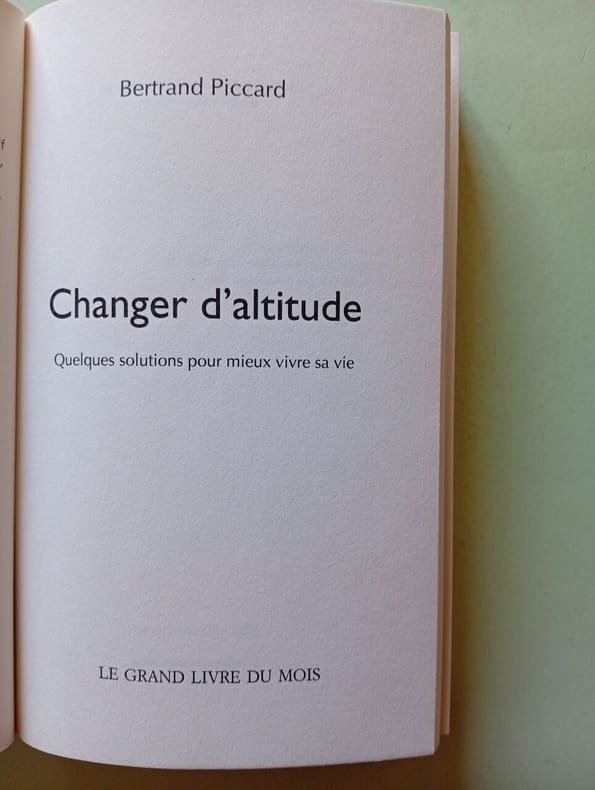 Bertrand Piccard
Changer d'altitude
Quelques solutions pour mieux vivre sa vie
LE GRAND LIVRE DU MOIS